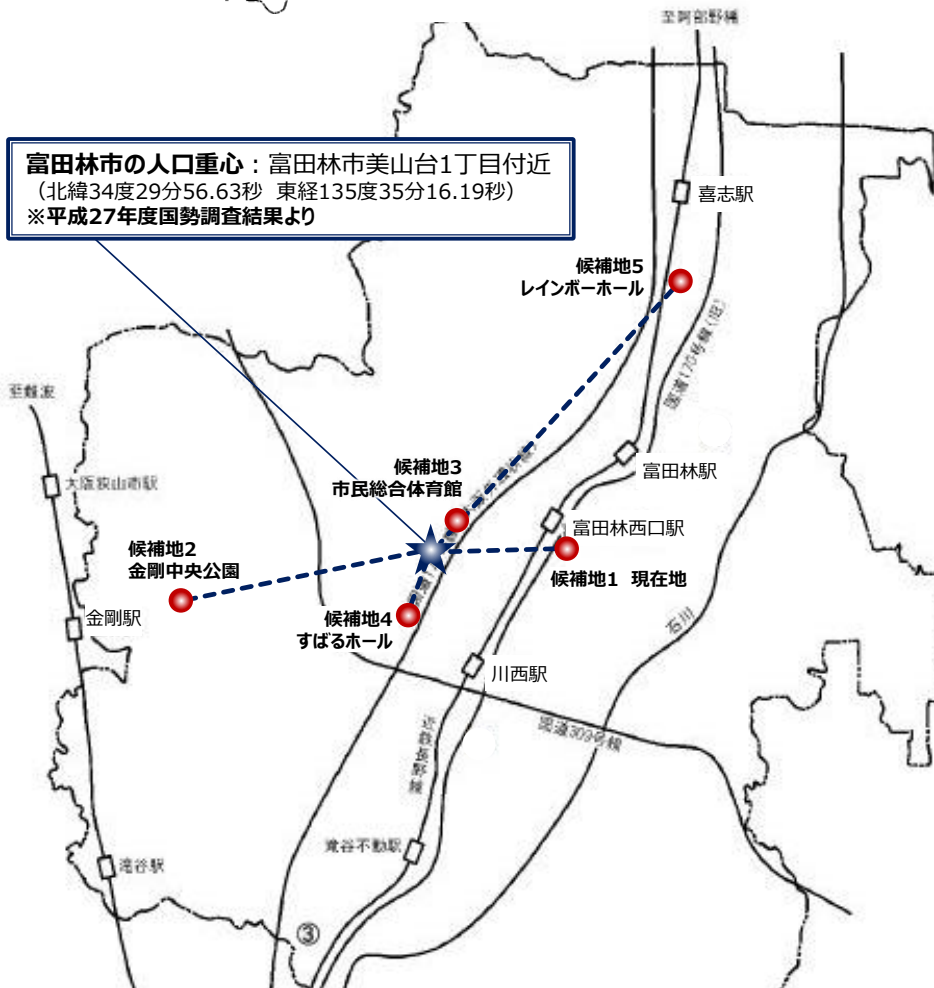 至阿部野橋
富田林市の人口重心：富田林市美山台1丁目付近
（北緯34度29分56.63秒 東経135度35分16.19秒）
※平成27年度国勢調査結果より
喜志駅
候補地5
レインボーホール
国道170号線(旧)
至難波
大阪狭山市駅
候補地3
市民総合体育館
富田林駅
富田林西口駅
候補地2
金剛中央公園
候補地1 現在地
金剛駅
候補地4
すばるホール
石川
川西駅
国道309号線
近鉄長野線
滝谷不動駅
滝谷駅
③